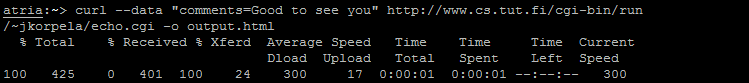 atria:~> curl --data "comments=Good to see you" http://www.cs.tut.fi/cgi-bin/run
/~jkorpela/echo.cgi -o output.html
  % Total    % Received % Xferd  Average Speed   Time    Time     Time  Current
                                 Dload  Upload   Total   Spent    Left  Speed
100   425    0   401  100    24    300     17  0:00:01  0:00:01 --:--:--   300